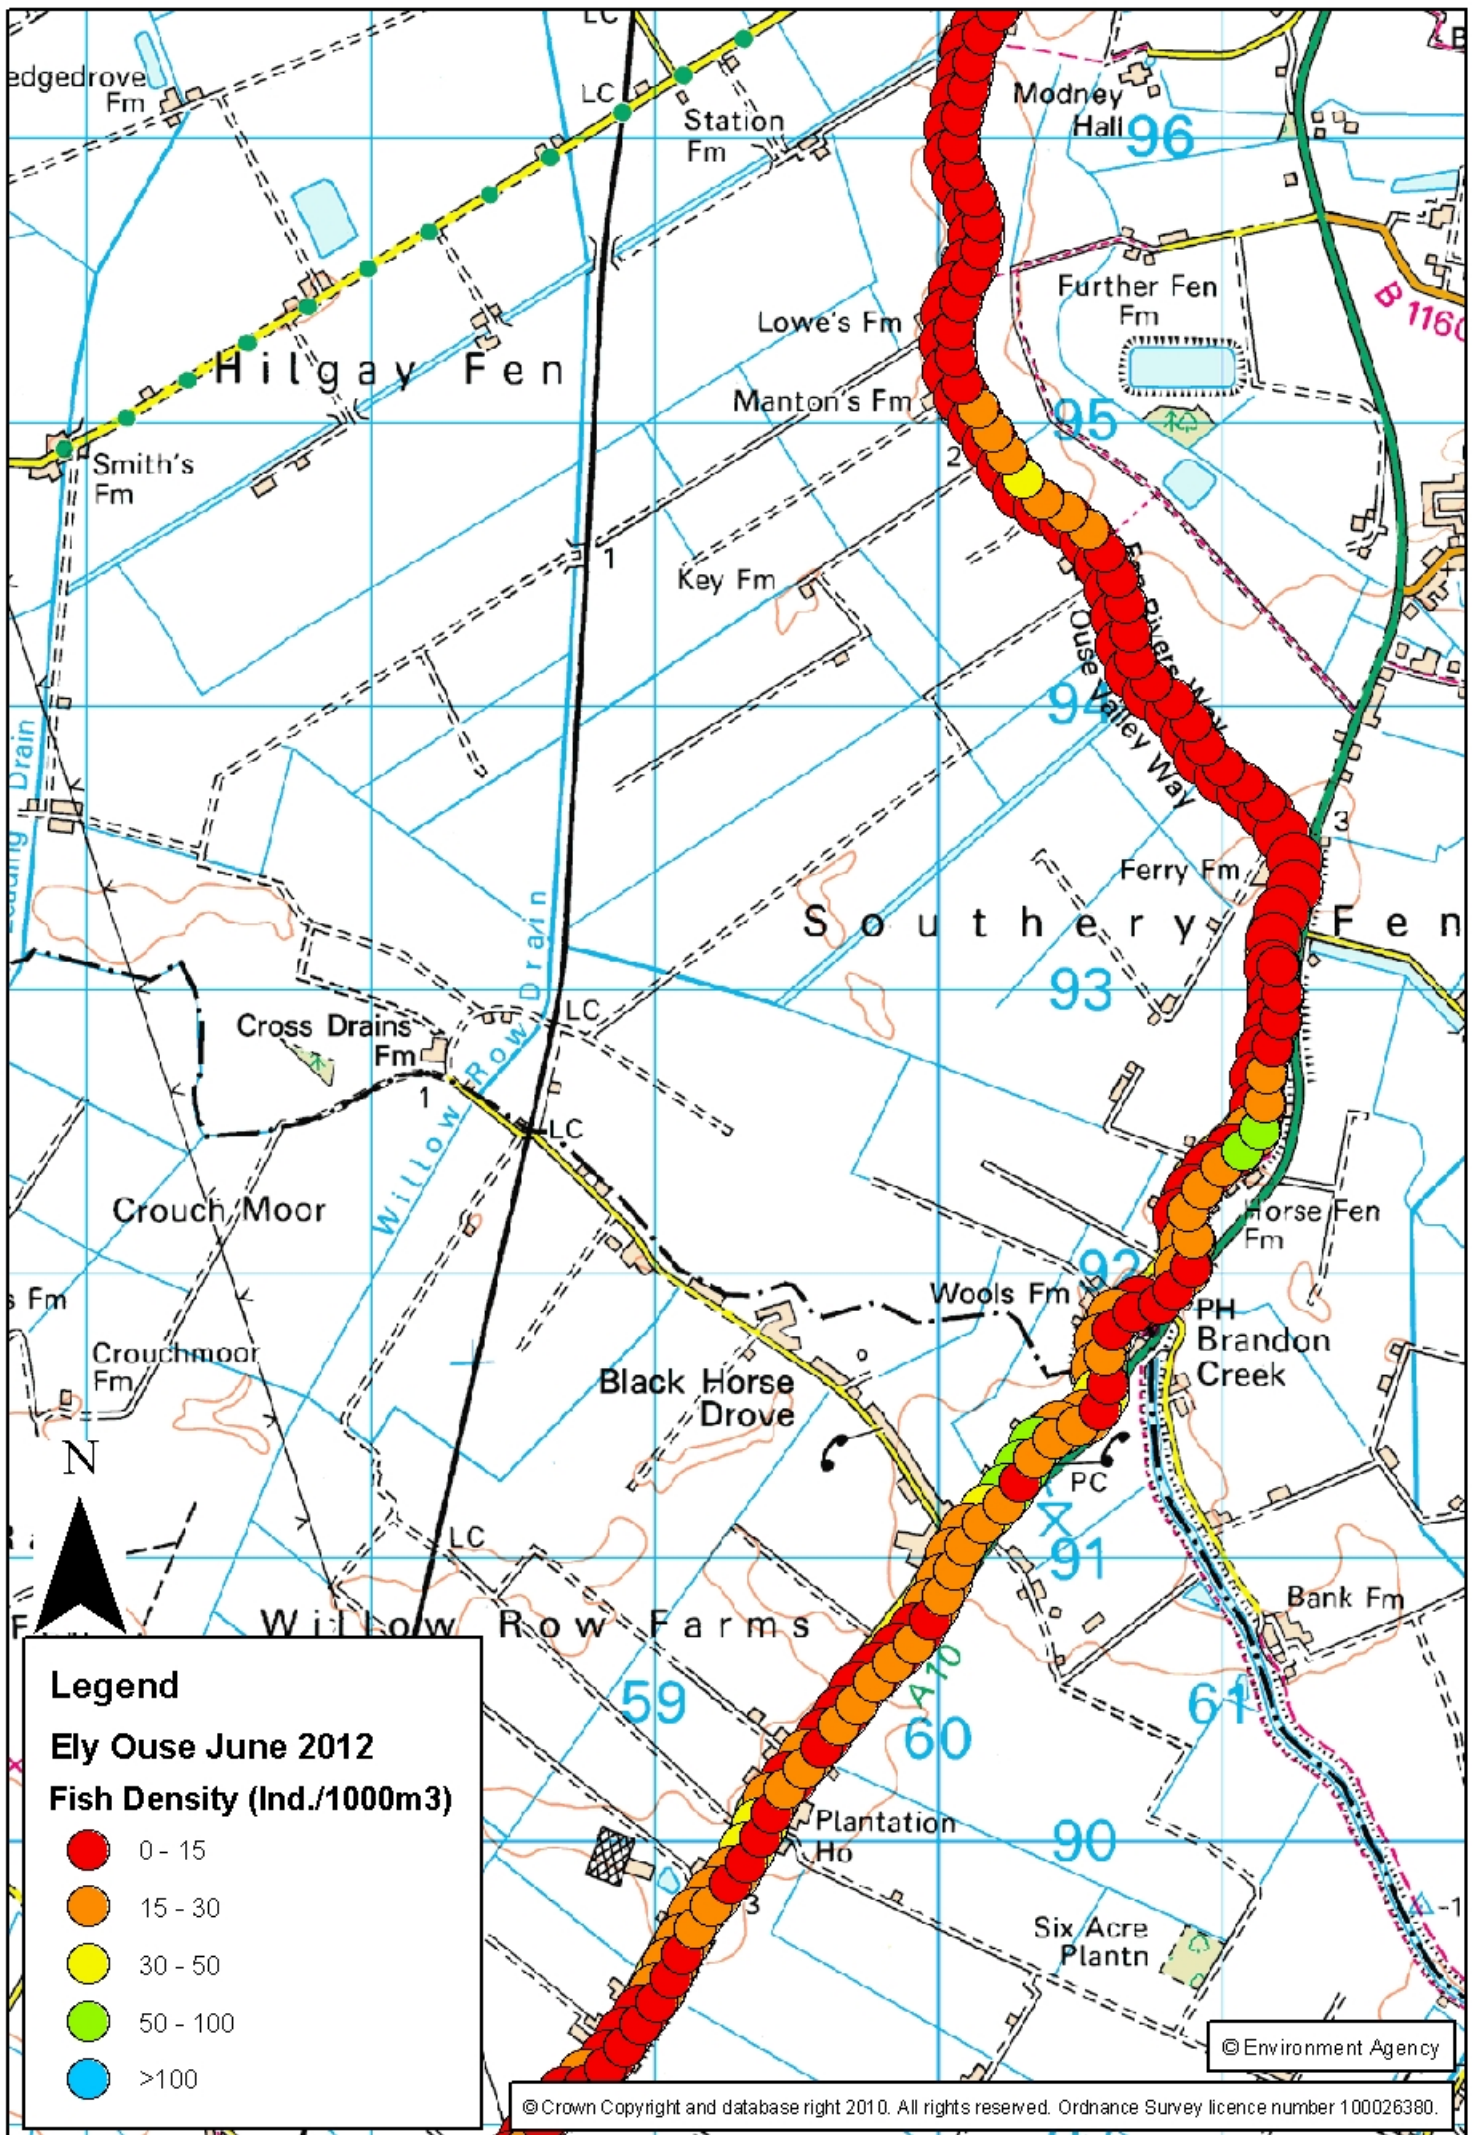 LC
edgedrove
Fm
LC
Station
Fm
Modney
Hall
96
Further Fen
Fm
B 1160
Lowe's Fm
Hilgay Fen
Manton's Fm
95
2
Smith's
Fm
1
Key Fm
Fen Rivers Way
Ouse Valley Way
94
Drain
3
Ferry Fm
Southery Fen
93
LC
Cross Drains
Fm
1
Willow Row Drain
LC
Crouch Moor
Horse Fen
Fm
92
s Fm
Wools Fm
PH
Brandon
Creek
Crouchmoor
Fm
Black Horse
Drove
N
PC
LC
91
Bank Fm
Willow Row Farms
A 10
59
60
61
Plantation
Ho
90
3
-1
Six Acre
Plantn
Legend
Ely Ouse June 2012
Fish Density (Ind./1000m3)
0 - 15
15 - 30
30 - 50
50 - 100
>100
© Environment Agency
© Crown Copyright and database right 2010. All rights reserved. Ordnance Survey licence number 100026380.